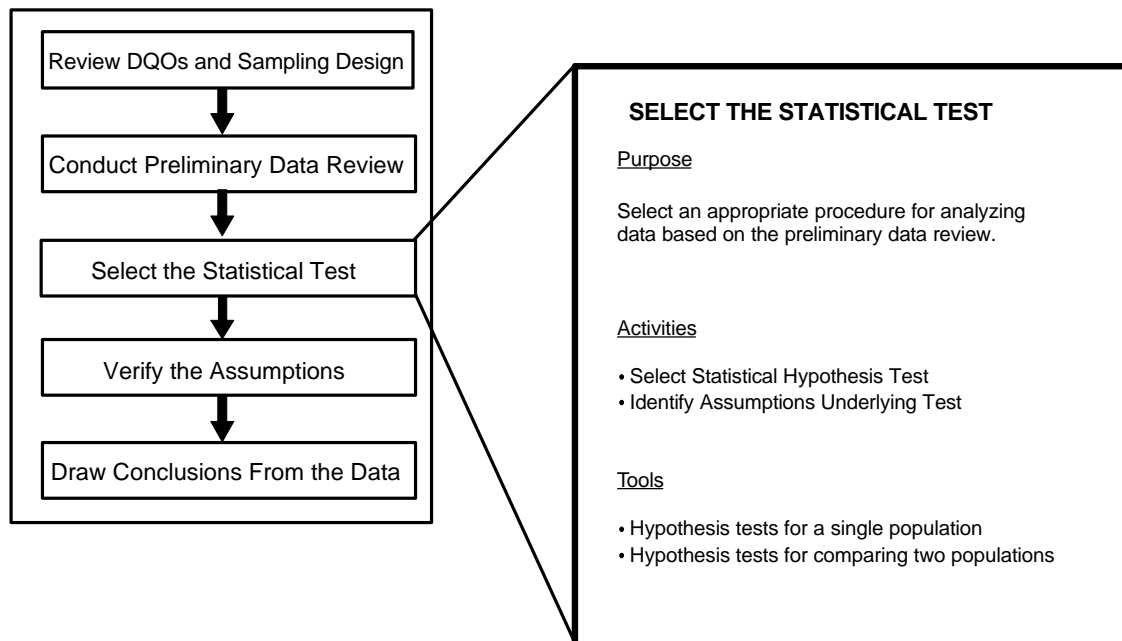 Review DQOs and Sampling Design
Conduct Preliminary Data Review
Select the Statistical Test
Verify the Assumptions
Draw Conclusions From the Data
SELECT THE STATISTICAL TEST
Purpose
Select an appropriate procedure for analyzing
data based on the preliminary data review.
Activities
• Select Statistical Hypothesis Test
• Identify Assumptions Underlying Test
Tools
• Hypothesis tests for a single population
• Hypothesis tests for comparing two populations